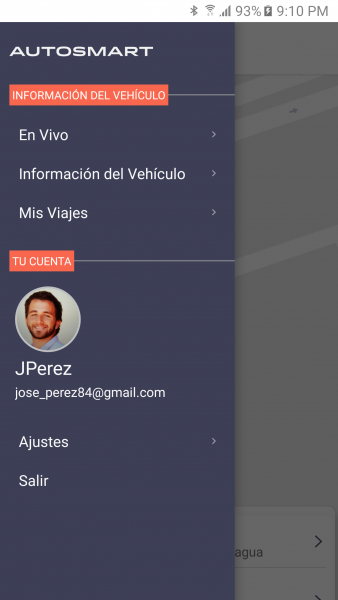 93% 9:10 PM
AUTOSMART
INFORMACIÓN DEL VEHÍCULO
En Vivo
Información del Vehículo
Mis Viajes
TU CUENTA
JPerez
jose_perez84@gmail.com
Ajustes
Salir
agua